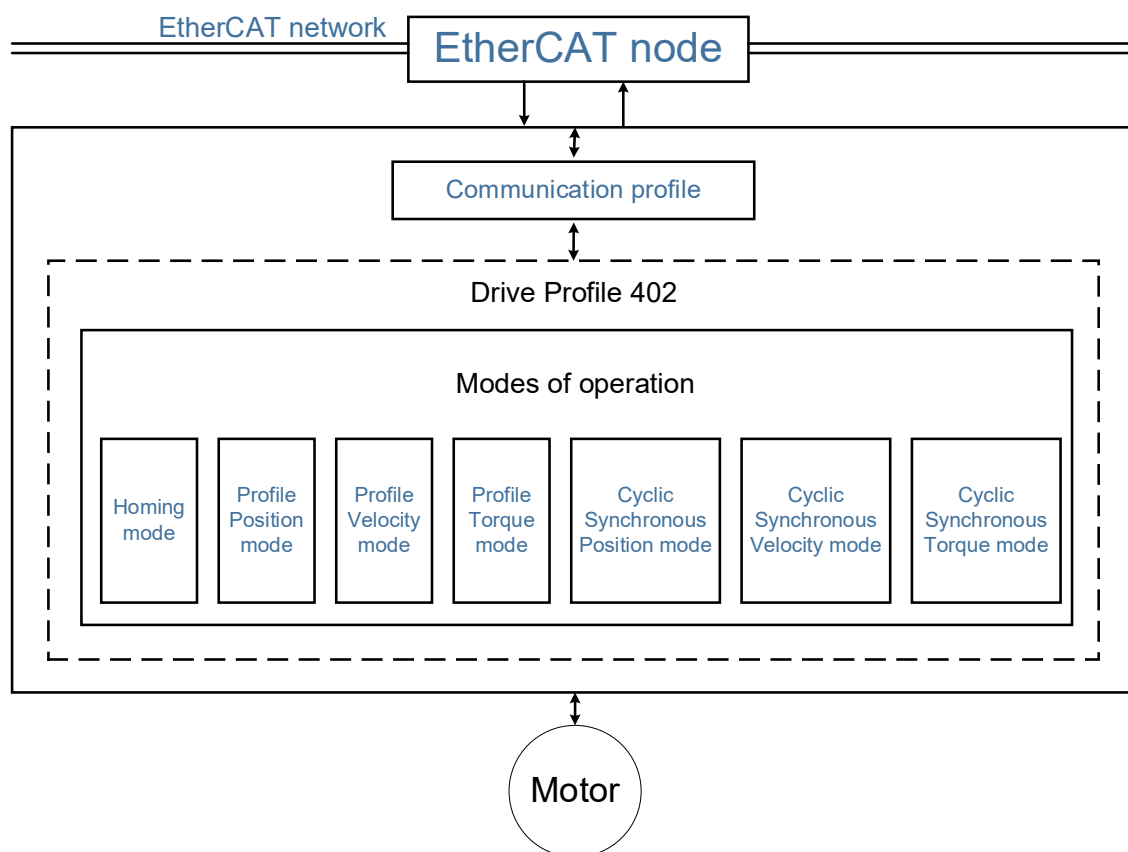 EtherCAT network
EtherCAT node
Communication profile
Drive Profile 402
Modes of operation
Homing
mode
Profile
Position
mode
Profile
Velocity
mode
Profile
Torque
mode
Cyclic
Synchronous
Position mode
Cyclic
Synchronous
Velocity mode
Cyclic
Synchronous
Torque mode
Motor